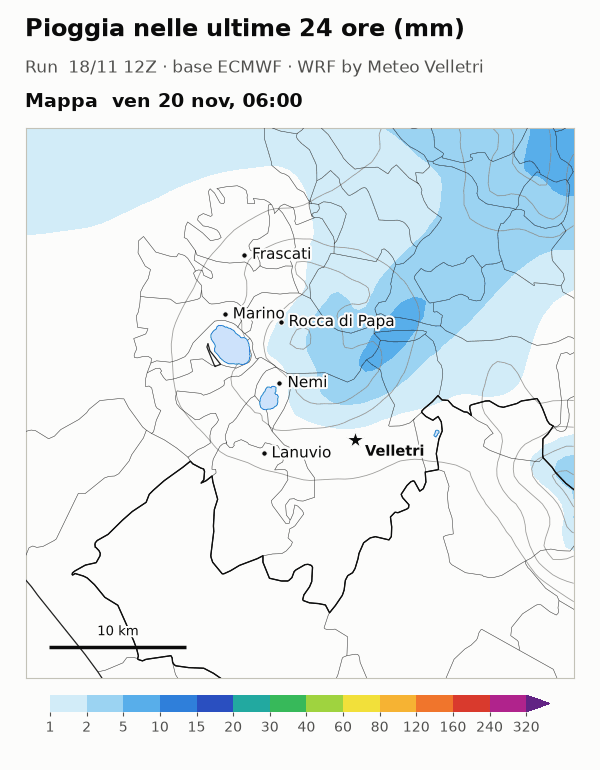 Pioggia nelle ultime 24 ore (mm)
Run 18/11 12Z · base ECMWF · WRF by Meteo Velletri
Mappa ven 20 nov, 06:00
Frascati
Marino
Rocca di Papa
Nemi
Velletri
Lanuvio
10 km
1 2 5 10 15 20 30 40 60 80 120 160 240 320